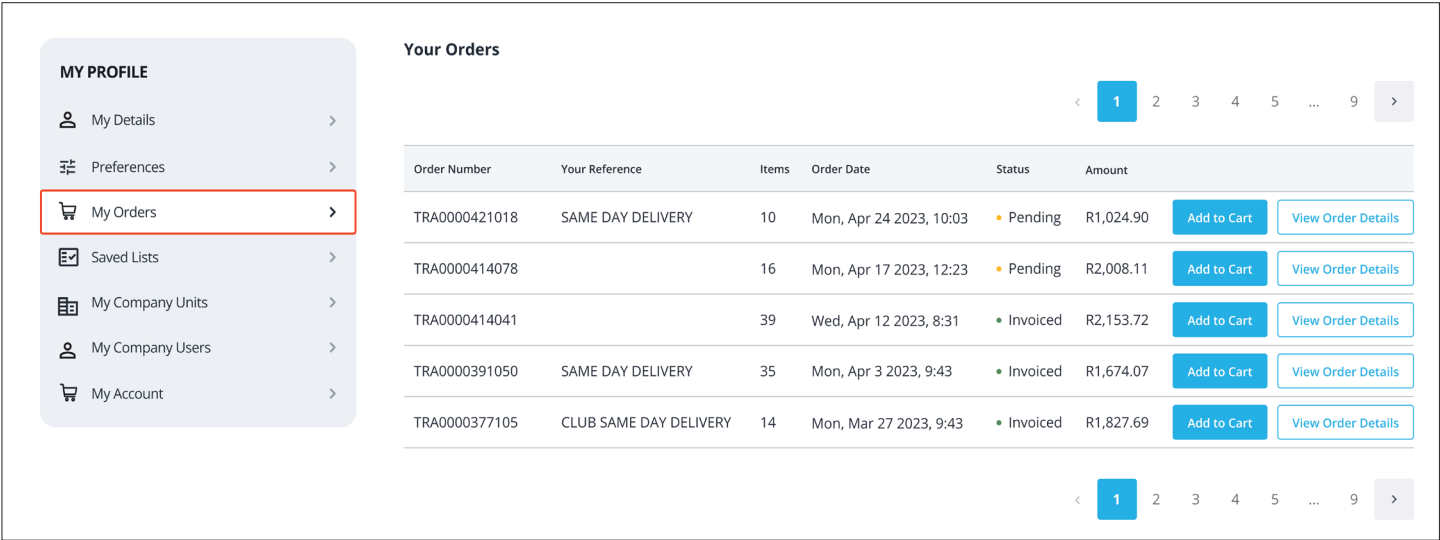 MY PROFILE
My Details
Preferences
My Orders
Saved Lists
My Company Units
My Company Users
My Account
Your Orders
‹ 1 2 3 4 5 ... 9 ›
Order Number Your Reference Items Order Date Status Amount
TRA0000421018 SAME DAY DELIVERY 10 Mon, Apr 24 2023, 10:03 • Pending R1,024.90 Add to Cart View Order Details
TRA0000414078 16 Mon, Apr 17 2023, 12:23 • Pending R2,008.11 Add to Cart View Order Details
TRA0000414041 39 Wed, Apr 12 2023, 8:31 • Invoiced R2,153.72 Add to Cart View Order Details
TRA0000391050 SAME DAY DELIVERY 35 Mon, Apr 3 2023, 9:43 • Invoiced R1,674.07 Add to Cart View Order Details
TRA0000377105 CLUB SAME DAY DELIVERY 14 Mon, Mar 27 2023, 9:43 • Invoiced R1,827.69 Add to Cart View Order Details
‹ 1 2 3 4 5 ... 9 ›